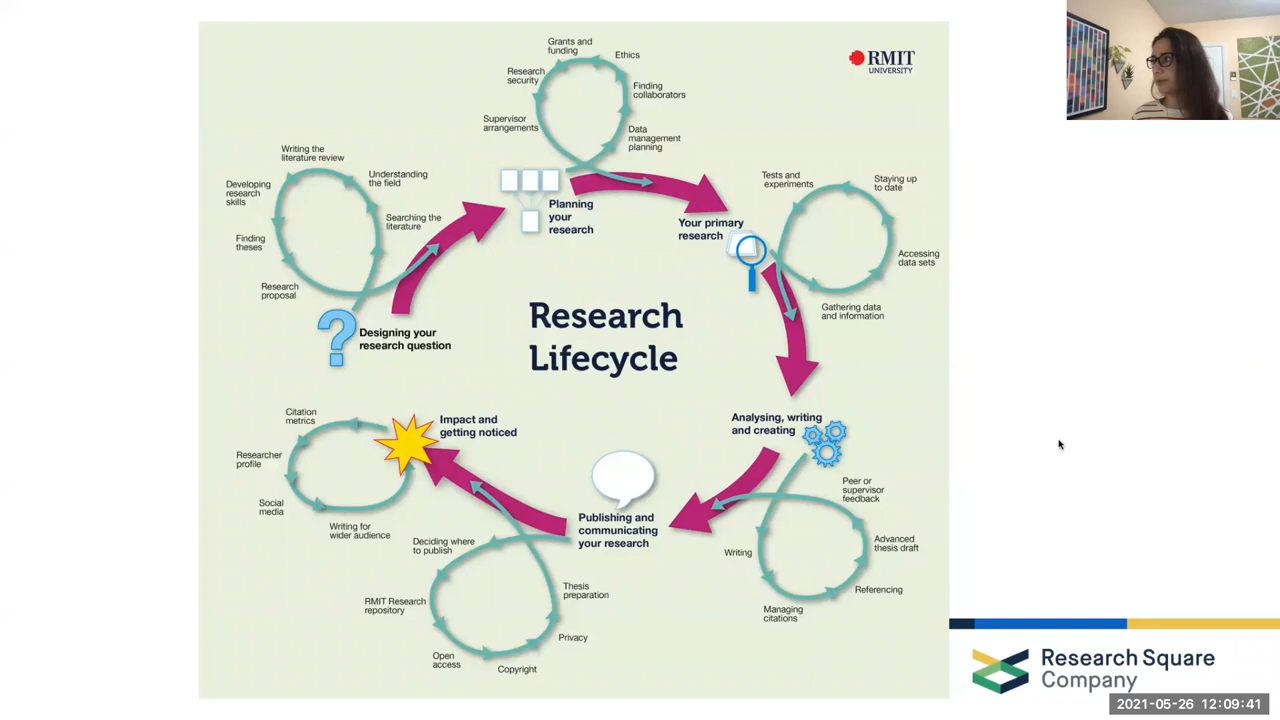 Grants and
funding
Ethics
Research
security
Finding
collaborators
Supervisor
arrangements
Data
management
planning
RMIT
UNIVERSITY
Writing the
literature review
Understanding
the field
Developing
research
skills
Searching the
literature
Finding
theses
Research
proposal
Designing your
research question
Planning
your
research
Your primary
research
Tests and
experiments
Staying up
to date
Accessing
data sets
Gathering data
and information
Research
Lifecycle
Analysing, writing
and creating
Peer or
supervisor
feedback
Advanced
thesis draft
Referencing
Managing
citations
Writing
Publishing and
communicating
your research
Deciding where
to publish
RMIT Research
repository
Open
access
Copyright
Privacy
Thesis
preparation
Impact and
getting noticed
Citation
metrics
Researcher
profile
Social
media
Writing for
wider audience
Research Square
Company
2021-05-26 12:09:41